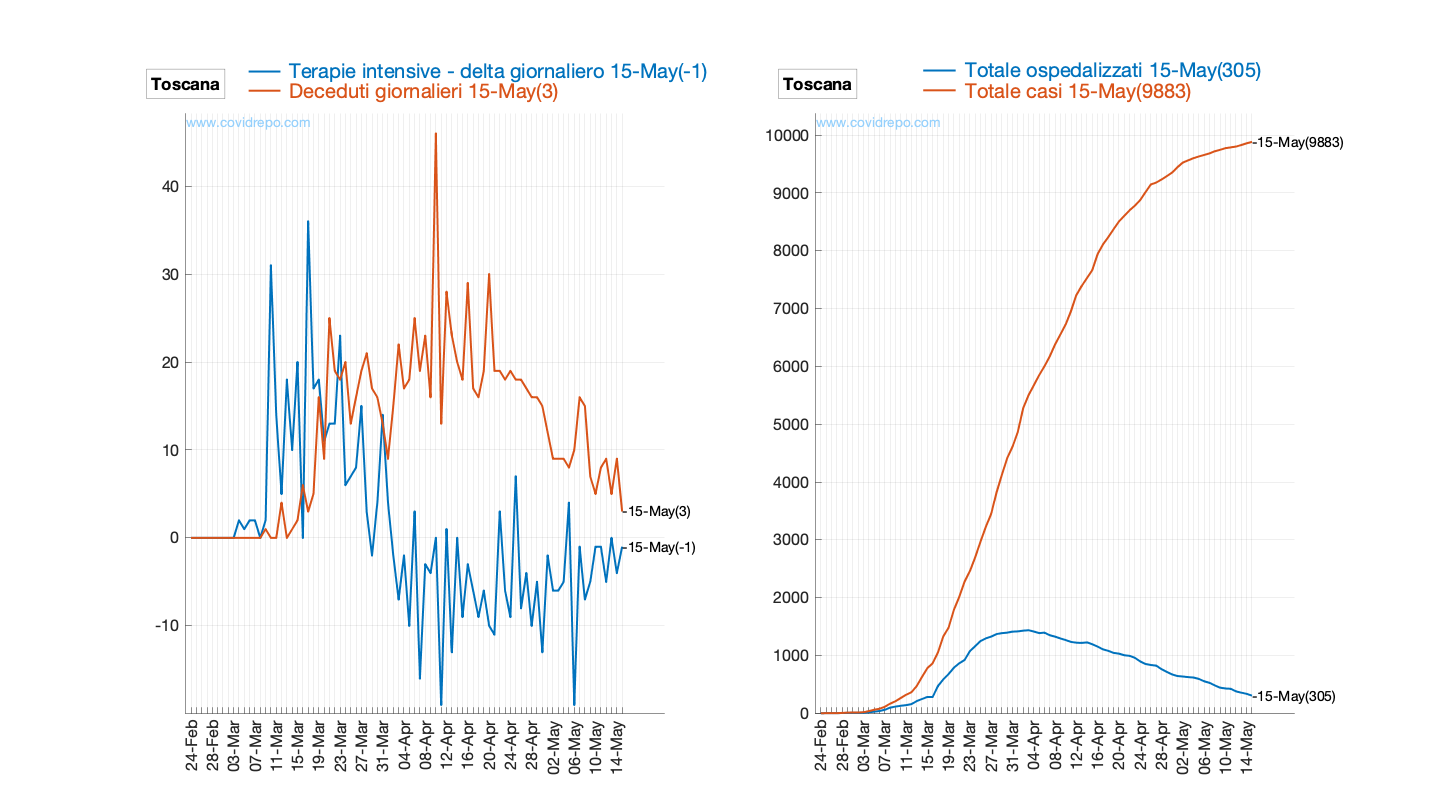 Toscana
Terapie intensive - delta giornaliero 15-May(-1)
Deceduti giornalieri 15-May(3)
www.covidrepo.com
40
30
20
10
0
-10
15-May(3)
15-May(-1)
24-Feb
28-Feb
03-Mar
07-Mar
11-Mar
15-Mar
19-Mar
23-Mar
27-Mar
31-Mar
04-Apr
08-Apr
12-Apr
16-Apr
20-Apr
24-Apr
28-Apr
02-May
06-May
10-May
14-May
Toscana
Totale ospedalizzati 15-May(305)
Totale casi 15-May(9883)
www.covidrepo.com
10000
9000
8000
7000
6000
5000
4000
3000
2000
1000
0
15-May(9883)
15-May(305)
24-Feb
28-Feb
03-Mar
07-Mar
11-Mar
15-Mar
19-Mar
23-Mar
27-Mar
31-Mar
04-Apr
08-Apr
12-Apr
16-Apr
20-Apr
24-Apr
28-Apr
02-May
06-May
10-May
14-May